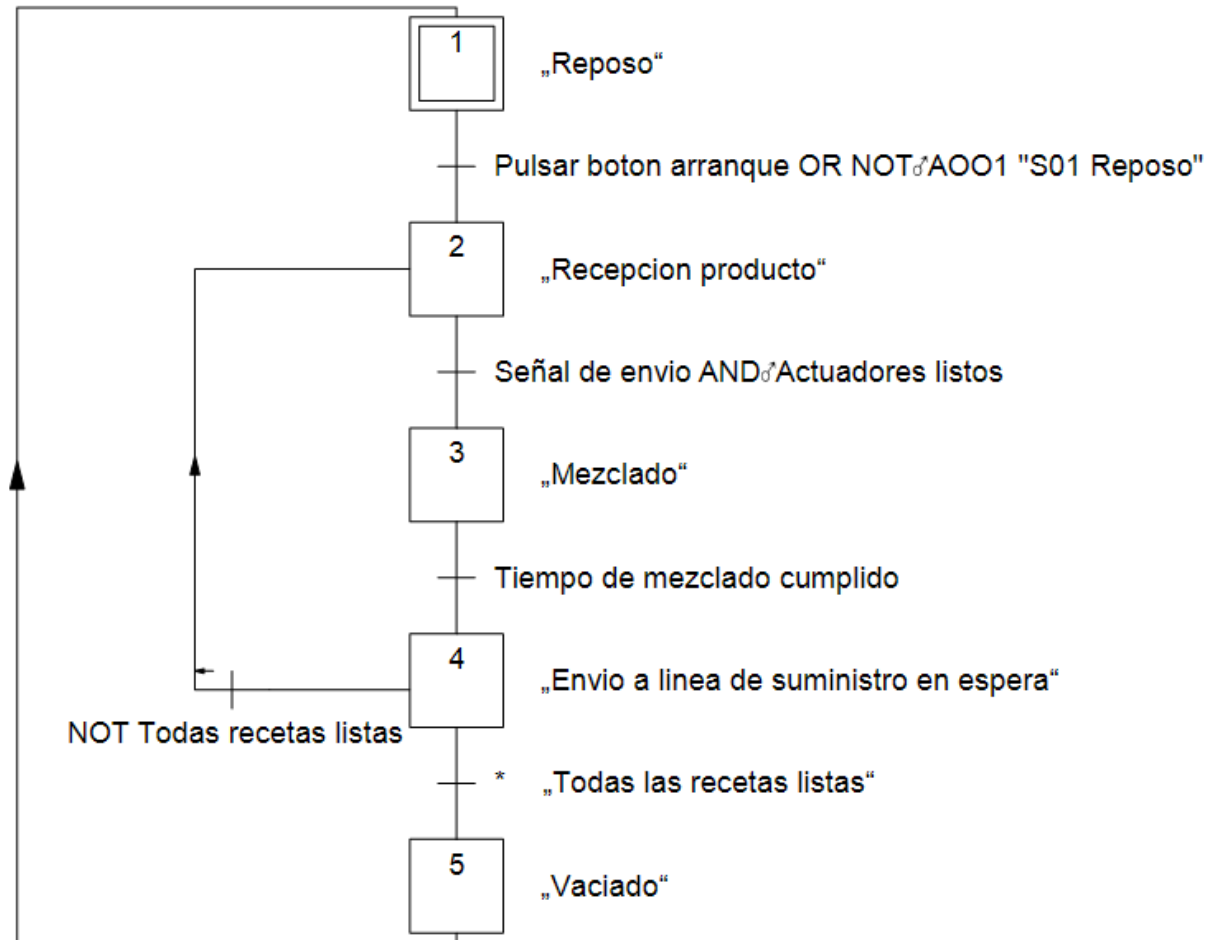 1
„Reposo“
Pulsar boton arranque OR NOT♂AOO1 "S01 Reposo"
2
„Recepcion producto“
Señal de envio AND♂Actuadores listos
3
„Mezclado“
Tiempo de mezclado cumplido
4
„Envio a linea de suministro en espera“
NOT Todas recetas listas
* „Todas las recetas listas“
5
„Vaciado“